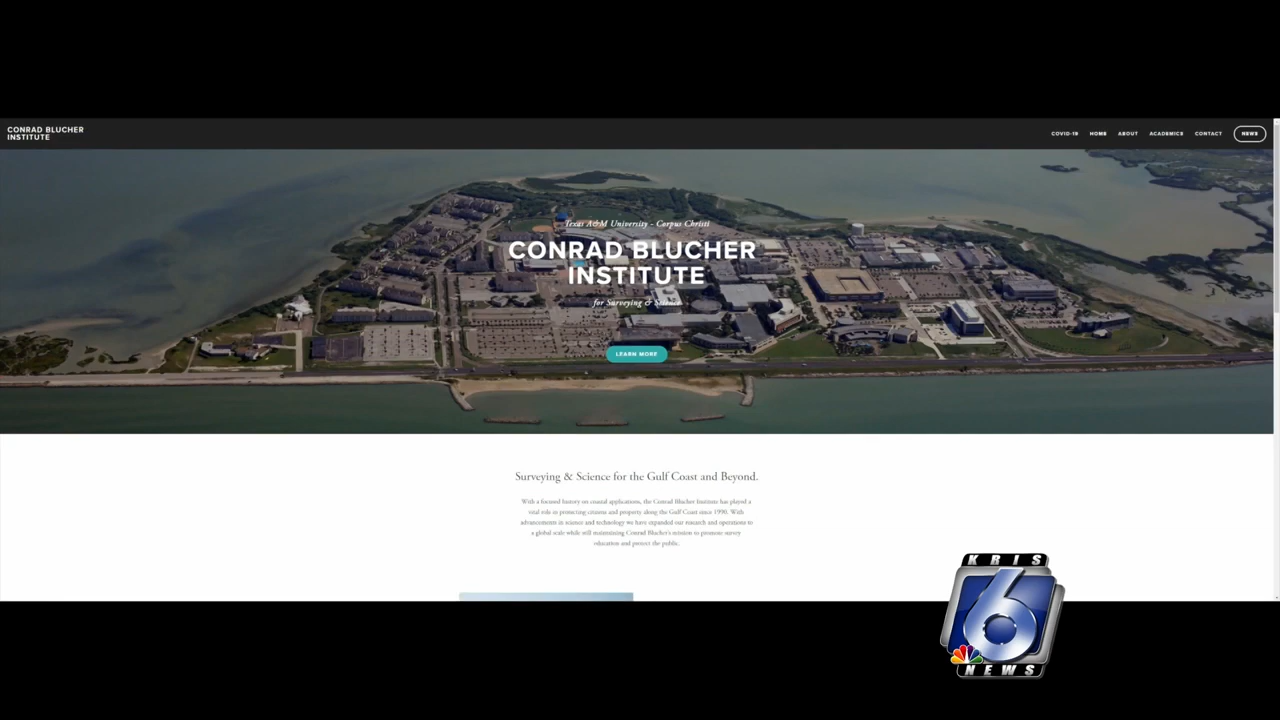 CONRAD BLUCHER
INSTITUTE
COVID-19 HOME ABOUT ACADEMICS CONTACT NEWS
Texas A&M University - Corpus Christi
CONRAD BLUCHER
INSTITUTE
for Surveying & Science
LEARN MORE
Surveying & Science for the Gulf Coast and Beyond.
With a focused history on coastal applications, the Conrad Blucher Institute has played a
vital role in protecting citizens and property along the Gulf Coast since 1990. With
advancements in science and technology we have expanded our research and operations to
a global scale while still maintaining Conrad Blucher's mission to promote survey
education and protect the public.
KRIS
6
NEWS